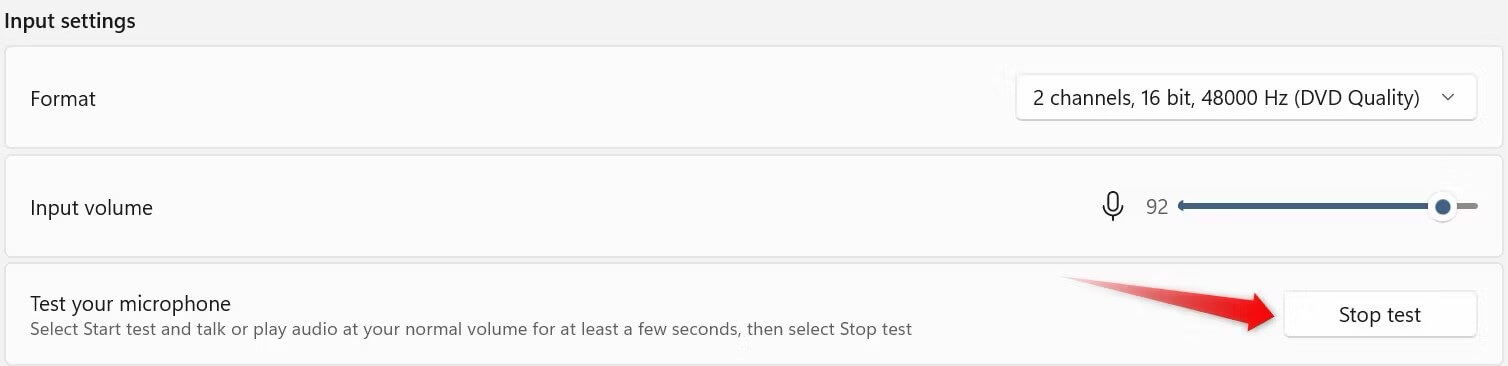 Input settings
Format
2 channels, 16 bit, 48000 Hz (DVD Quality)
Input volume
92
Test your microphone
Select Start test and talk or play audio at your normal volume for at least a few seconds, then select Stop test
Stop test